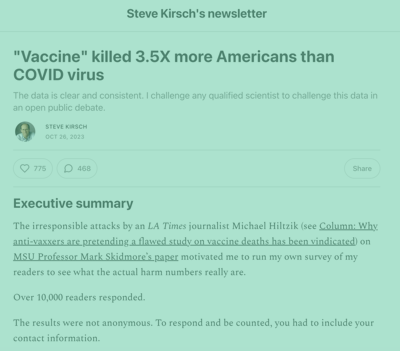 Steve Kirsch's newsletter
"Vaccine" killed 3.5X more Americans than
COVID virus
The data is clear and consistent. I challenge any qualified scientist to challenge this data in
an open public debate.
STEVE KIRSCH
OCT 26, 2023
775
468
Share
Executive summary
The irresponsible attacks by an LA Times journalist Michael Hiltzik (see Column: Why
anti-vaxxers are pretending a flawed study on vaccine deaths has been vindicated) on
MSU Professor Mark Skidmore's paper motivated me to run my own survey of my
readers to see what the actual harm numbers really are.
Over 10,000 readers responded.
The results were not anonymous. To respond and be counted, you had to include your
contact information.